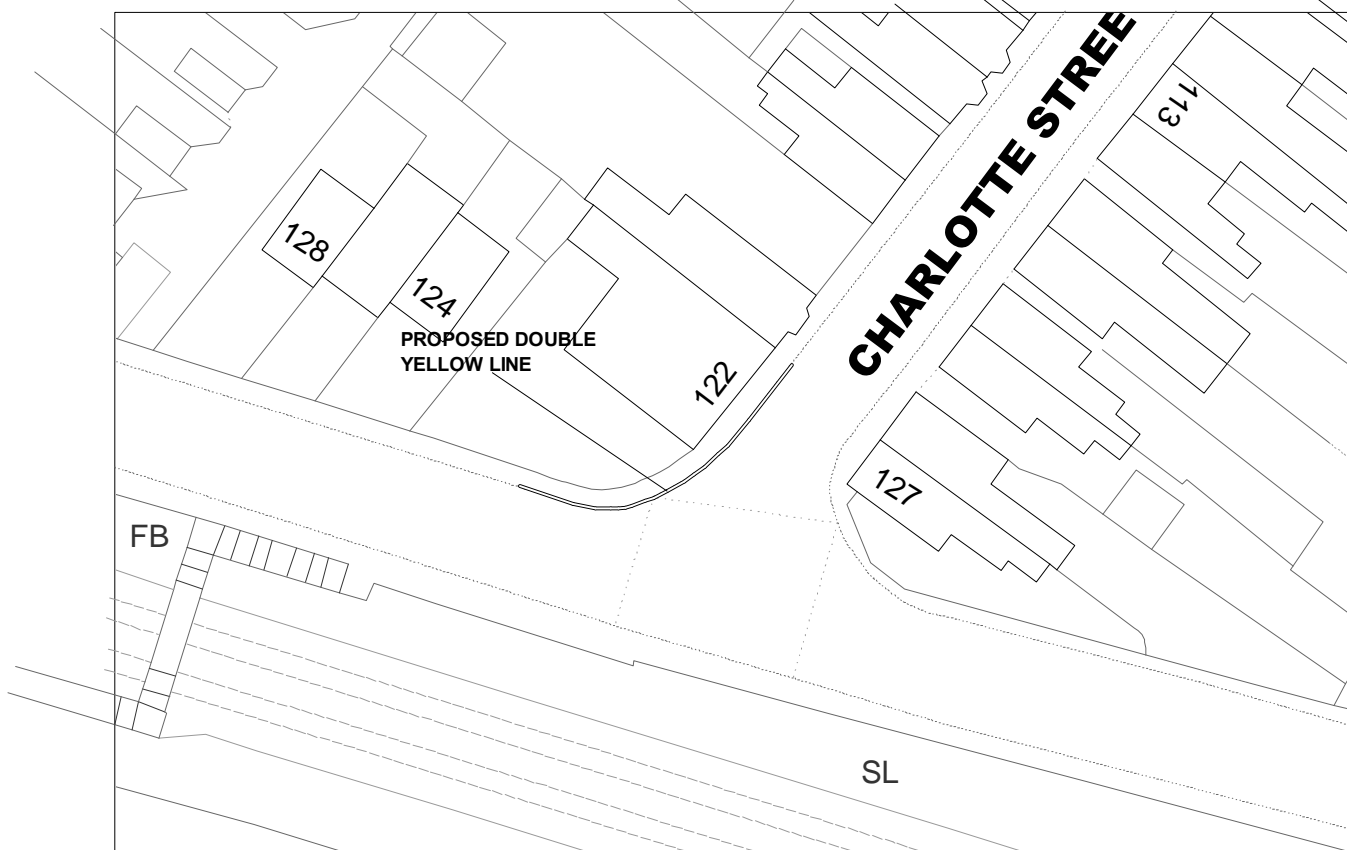 CHARLOTTE STREE
113
128
124
PROPOSED DOUBLE
YELLOW LINE
122
127
FB
SL